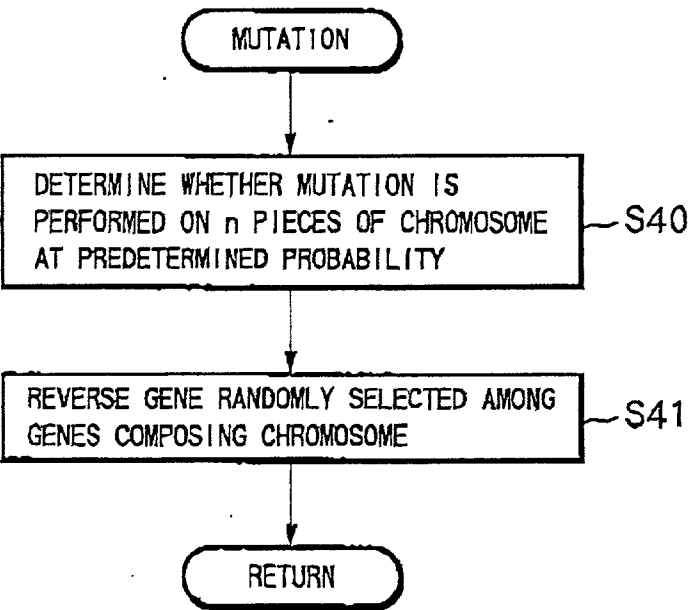 MUTATION
DETERMINE WHETHER MUTATION IS
PERFORMED ON n PIECES OF CHROMOSOME
AT PREDETERMINED PROBABILITY
S40
REVERSE GENE RANDOMLY SELECTED AMONG
GENES COMPOSING CHROMOSOME
S41
RETURN